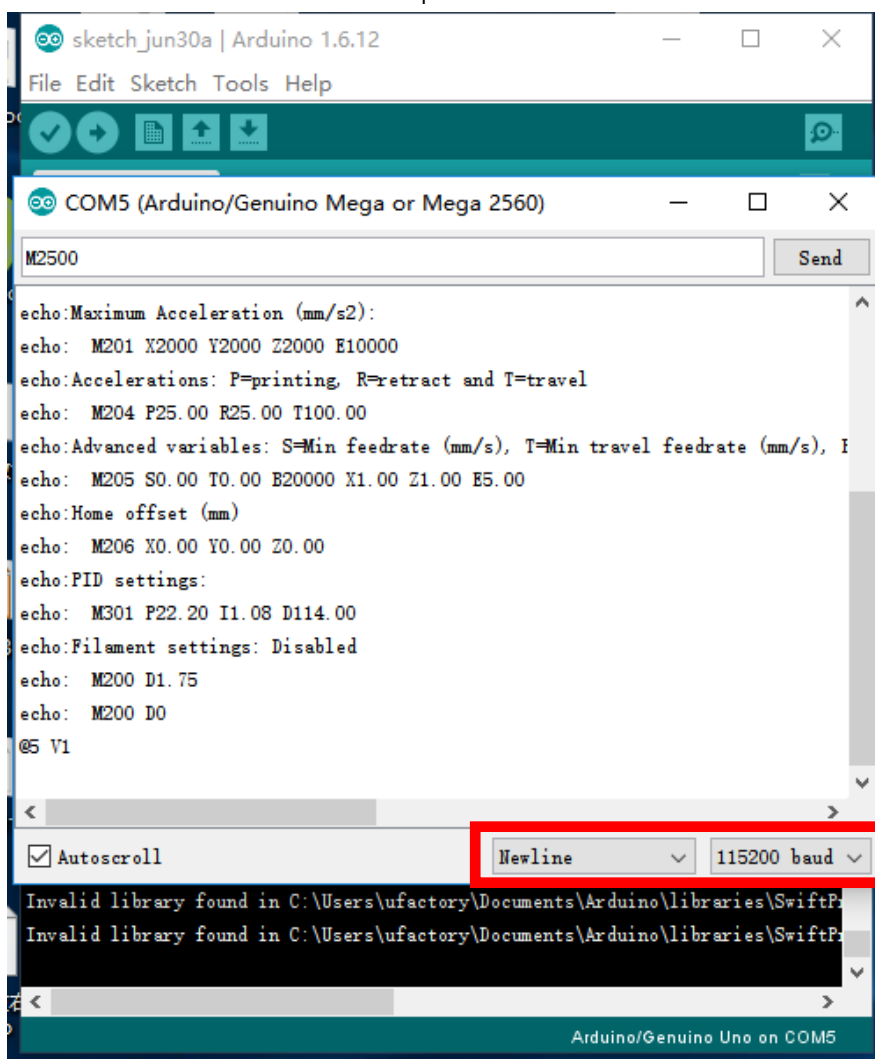 sketch_jun30a | Arduino 1.6.12
File Edit Sketch Tools Help
COM5 (Arduino/Genuino Mega or Mega 2560)
M2500
Send
echo:Maximum Acceleration (mm/s2):
echo:  M201 X2000 Y2000 Z2000 E10000
echo:Accelerations: P=printing, R=retract and T=travel
echo:  M204 P25.00 R25.00 T100.00
echo:Advanced variables: S=Min feedrate (mm/s), T=Min travel feedrate (mm/s),
echo:  M205 S0.00 T0.00 B20000 X1.00 Z1.00 E5.00
echo:Home offset (mm)
echo:  M206 X0.00 Y0.00 Z0.00
echo:PID settings:
echo:  M301 P22.20 I1.08 D114.00
echo:Filament settings: Disabled
echo:  M200 D1.75
echo:  M200 D0
@5 V1
Autoscroll
Newline
115200 baud
Invalid library found in C:\Users\ufactory\Documents\Arduino\libraries\SwiftP
Invalid library found in C:\Users\ufactory\Documents\Arduino\libraries\SwiftP
Arduino/Genuino Uno on COM5